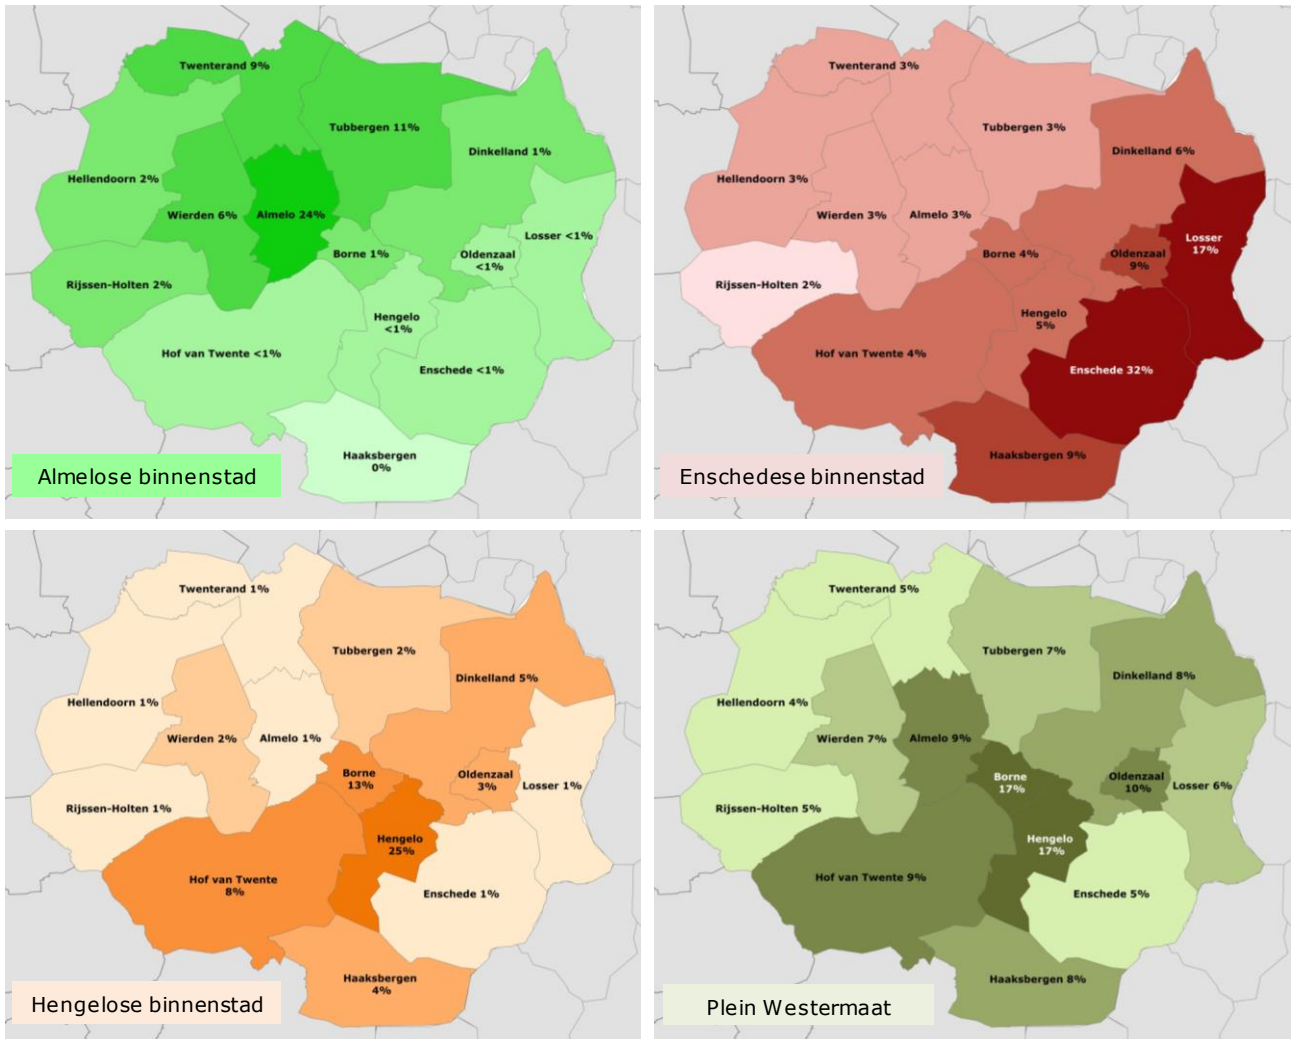 Twenterand 9%
Tubbergen 11%
Dinkelland 1%
Hellendoorn 2%
Wierden 6%
Almelo 24%
Losser <1%
Borne 1%
Oldenzaal
<1%
Rijssen-Holten 2%
Hengelo
<1%
Hof van Twente <1%
Enschede <1%
Haaksbergen
0%
Almelose binnenstad
Twenterand 3%
Tubbergen 3%
Dinkelland 6%
Hellendoorn 3%
Wierden 3%
Almelo 3%
Losser
17%
Borne 4%
Oldenzaal
9%
Rijssen-Holten 2%
Hengelo
5%
Hof van Twente 4%
Enschede 32%
Haaksbergen 9%
Enschedese binnenstad
Twenterand 1%
Tubbergen 2%
Dinkelland 5%
Hellendoorn 1%
Wierden 2%
Almelo 1%
Borne
13%
Oldenzaal
3%
Losser 1%
Rijssen-Holten 1%
Hengelo
25%
Hof van Twente
8%
Enschede 1%
Haaksbergen
4%
Hengelose binnenstad
Twenterand 5%
Tubbergen 7%
Dinkelland 8%
Hellendoorn 4%
Wierden 7%
Almelo 9%
Borne
17%
Oldenzaal
10%
Losser 6%
Rijssen-Holten 5%
Hengelo
17%
Hof van Twente 9%
Enschede 5%
Haaksbergen 8%
Plein Westermaat